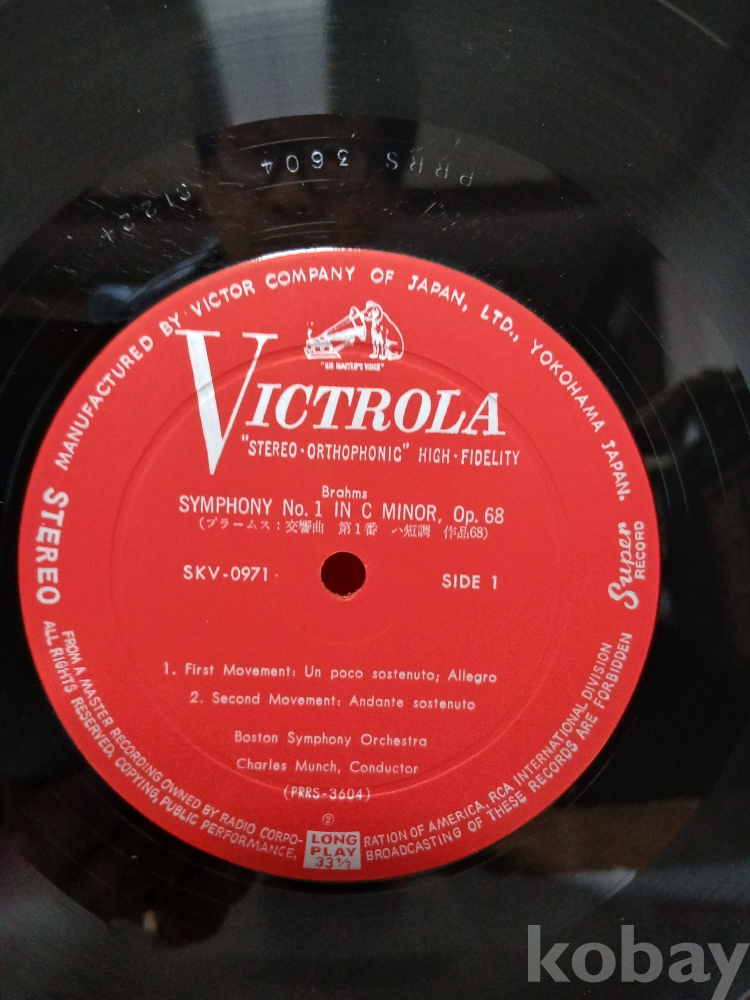 PRRS 3604
MANUFACTURED BY VICTOR COMPANY OF JAPAN, LTD., YOKOHAMA JAPAN.
"HIS MASTER'S VOICE"
VICTROLA
"STEREO-ORTHOPHONIC" HIGH-FIDELITY
Brahms
SYMPHONY No. 1 IN C MINOR, Op. 68
(ブラームス:交響曲 第1番 ハ短調 作品68)
STEREO
Super
RECORD
SKV-0971
SIDE 1
1. First Movement: Un poco sostenuto; Allegro
2. Second Movement: Andante sostenuto
Boston Symphony Orchestra
Charles Munch, Conductor
(PRRS-3604)
②
LONG
PLAY
33 1/3
FROM A MASTER RECORDING OWNED BY RADIO CORPORATION OF AMERICA, RCA INTERNATIONAL DIVISION
ALL RIGHTS RESERVED, COPYING, PUBLIC PERFORMANCE, BROADCASTING OF THESE RECORDS ARE FORBIDDEN
kobay